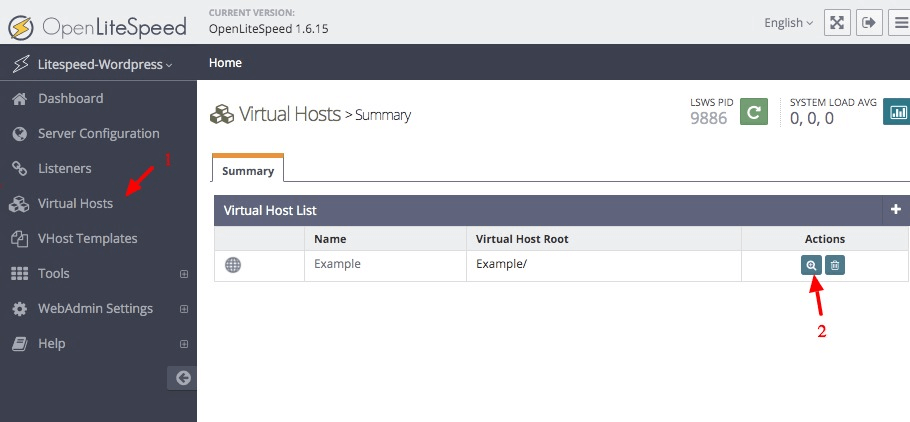 OpenLiteSpeed
CURRENT VERSION:
OpenLiteSpeed 1.6.15
English
Litespeed-Wordpress
Home
Dashboard
Server Configuration
Listeners
1
Virtual Hosts
VHost Templates
Tools
WebAdmin Settings
Help
Virtual Hosts > Summary
LSWS PID
9886
SYSTEM LOAD AVG
0, 0, 0
Summary
Virtual Host List
Name Virtual Host Root Actions
Example Example/
2